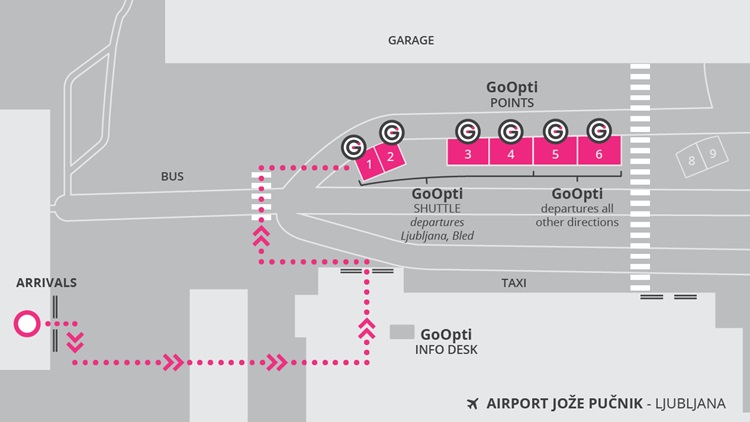 GARAGE
GoOpti
POINTS
1
2
3
4
5
6
8
9
BUS
GoOpti
SHUTTLE
departures
Ljubljana, Bled
GoOpti
departures all
other directions
ARRIVALS
TAXI
GoOpti
INFO DESK
AIRPORT JOŽE PUČNIK - LJUBLJANA